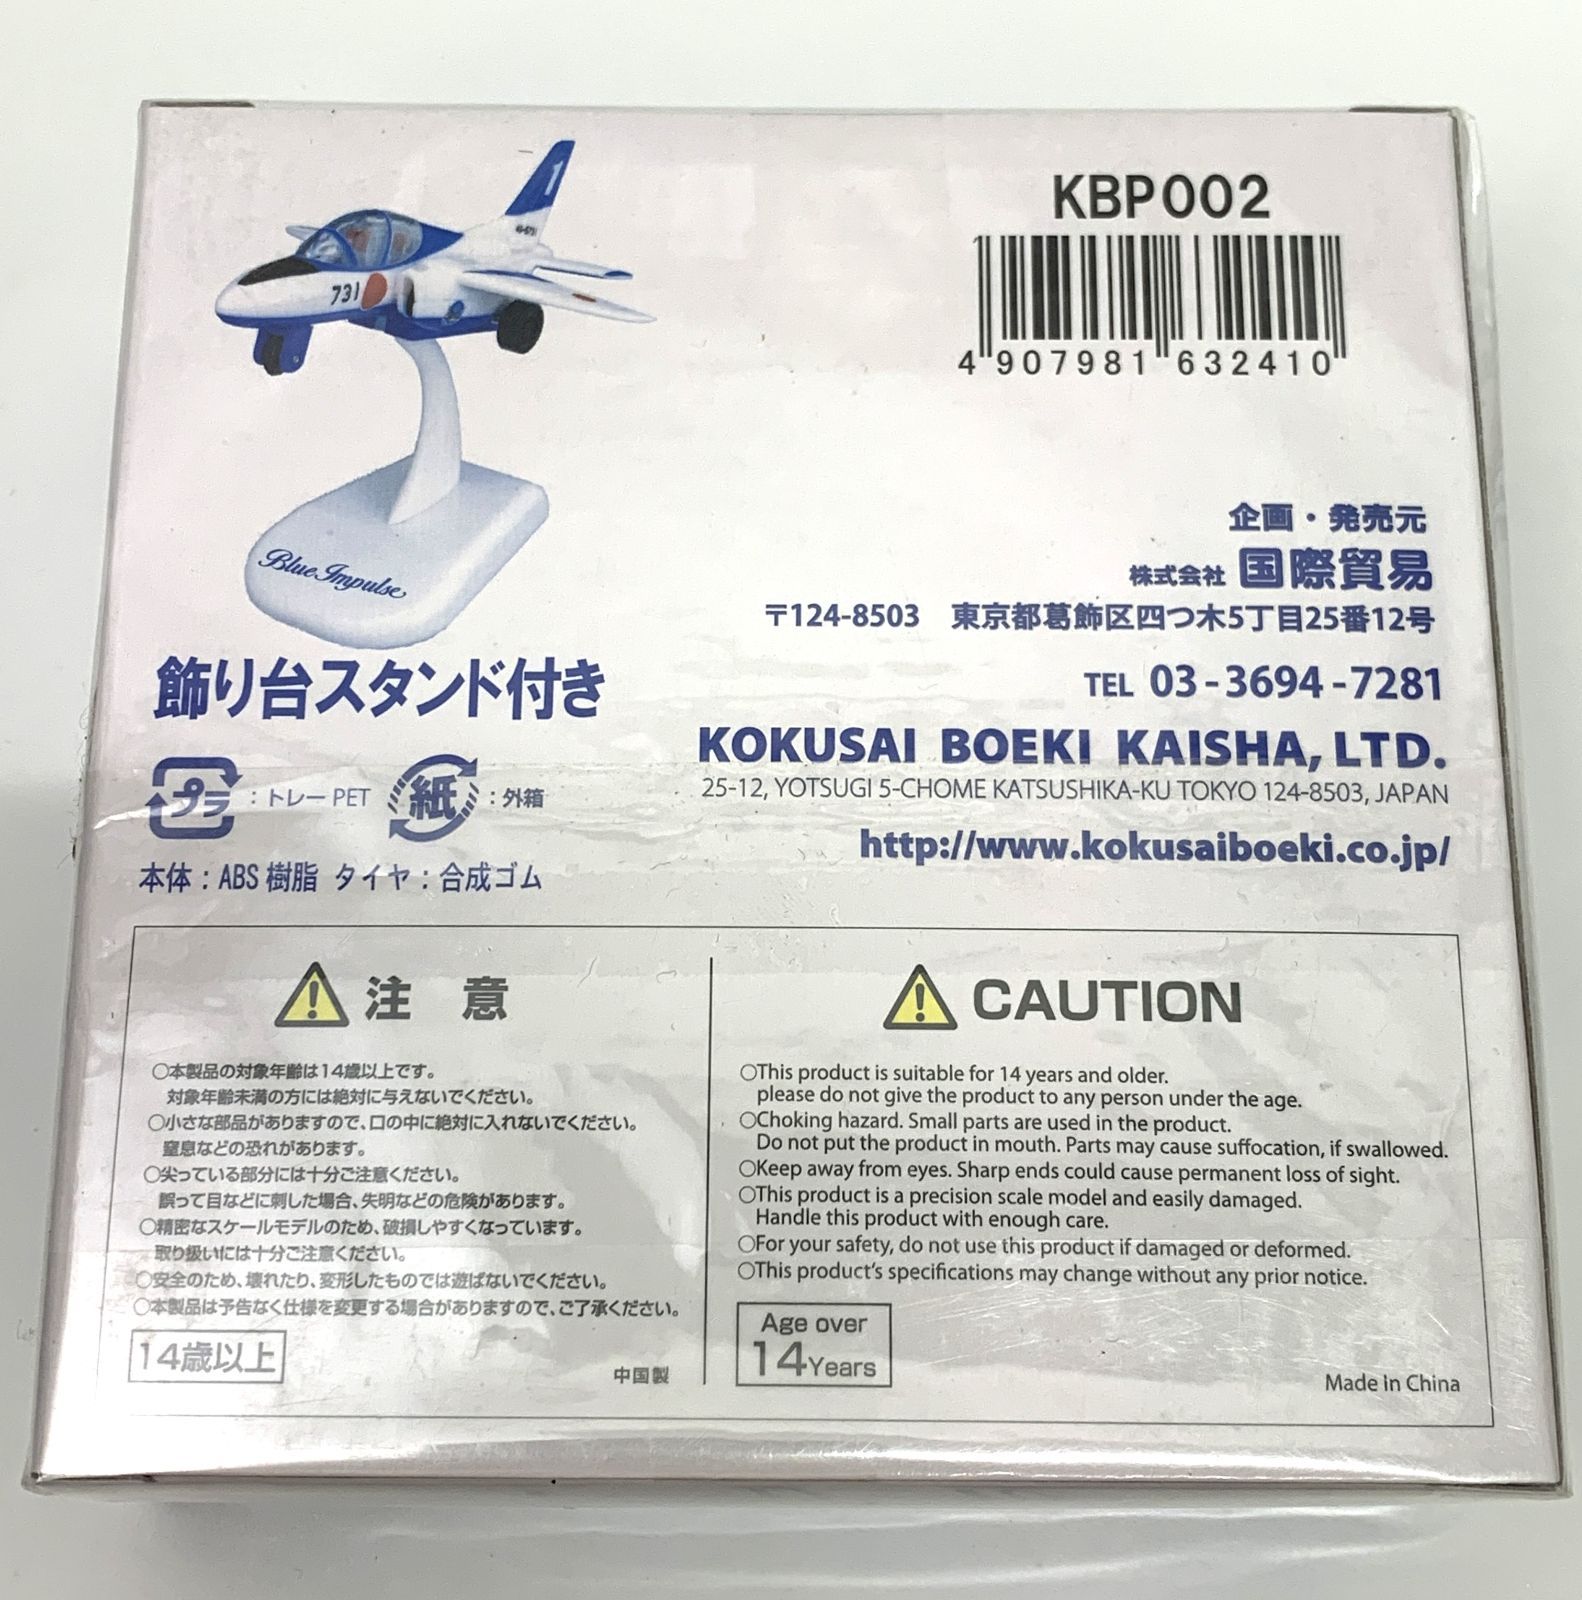 1
731
Blue Impulse
飾り台スタンド付き
プラ : トレーPET 紙 : 外箱
本体 : ABS 樹脂 タイヤ : 合成ゴム
KBP002
4 907981 632410
企画・発売元
株式会社 国際貿易
〒124-8503 東京都葛飾区四つ木5丁目25番12号
TEL 03-3694-7281
KOKUSAI BOEKI KAISHA, LTD.
25-12, YOTSUGI 5-CHOME KATSUSHIKA-KU TOKYO 124-8503, JAPAN
http://www.kokusaiboeki.co.jp/
注 意
○本製品の対象年齢は14歳以上です。
対象年齢未満の方には絶対に与えないでください。
○小さな部品がありますので、口の中に絶対に入れないでください。
窒息などの恐れがあります。
○尖っている部分には十分ご注意ください。
誤って目などに刺した場合、失明などの危険があります。
○精密なスケールモデルのため、破損しやすくなっています。
取り扱いには十分ご注意ください。
○安全のため、壊れたり、変形したものでは遊ばないでください。
○本製品は予告なく仕様を変更する場合がありますので、ご了承ください。
14歳以上
中国製
CAUTION
○This product is suitable for 14 years and older.
please do not give the product to any person under the age.
○Choking hazard. Small parts are used in the product.
Do not put the product in mouth. Parts may cause suffocation, if swallowed.
○Keep away from eyes. Sharp ends could cause permanent loss of sight.
○This product is a precision scale model and easily damaged.
Handle this product with enough care.
○For your safety, do not use this product if damaged or deformed.
○This product's specifications may change without any prior notice.
Age over
14Years
Made In China